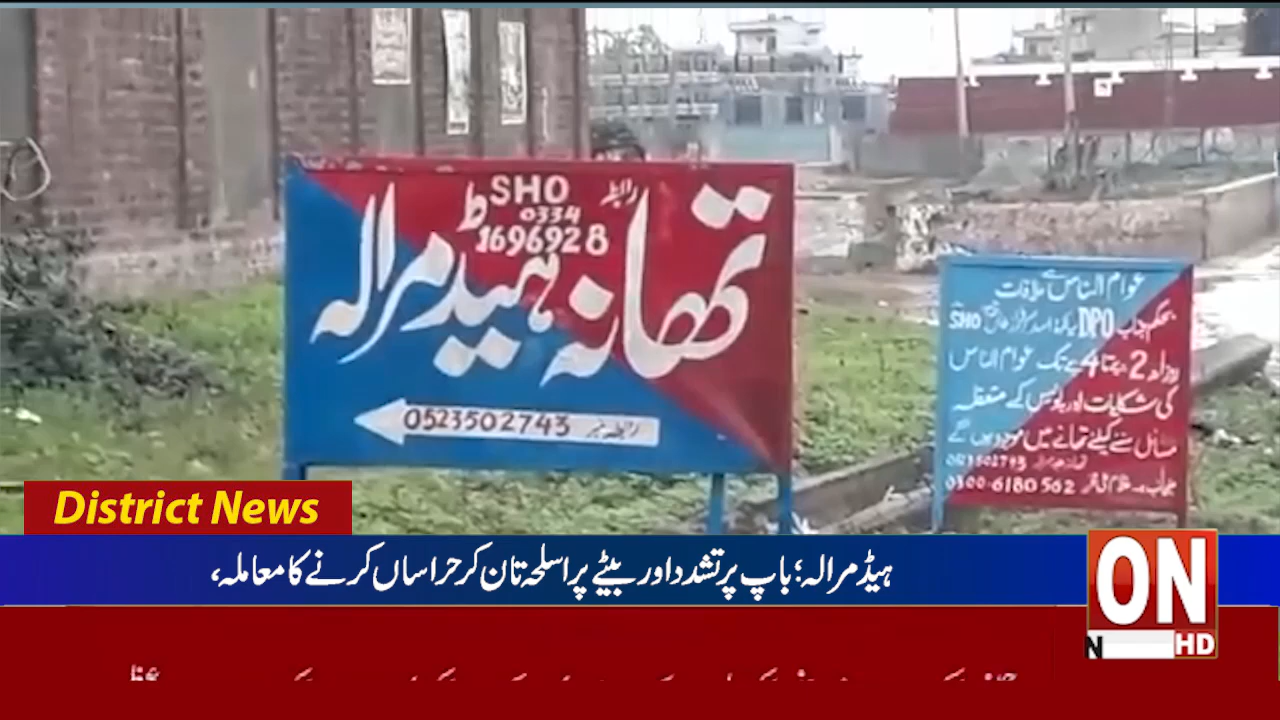 SHO رابطہ
0334
1696928
تھانہ ہیڈ مرالہ
رابطہ نمبر 0523502743
عوام الناس سے ملاقات
بحکم جناب DPO سیالکوٹ SHO
روزانہ 2 بجے تا 4 بجے تک عوام الناس
کی شکایات اور پولیس کے متعلقہ
مسائل سننے کیلئے تھانے میں موجود ہوں گے
0523502743
0300-6180562
District News
ہیڈ مرالہ؛ باپ پر تشدد اور بیٹے پر اسلحہ تان کر حراساں کرنے کا معاملہ،
ON
N
HD